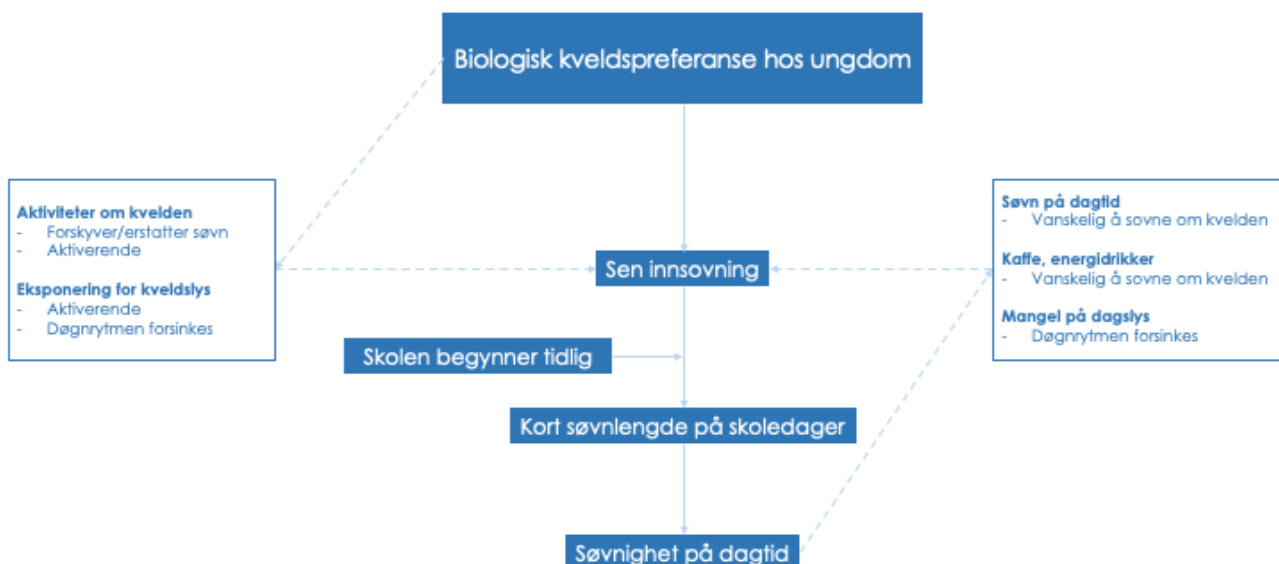 Biologisk kveldspreferanse hos ungdom
Aktiviteter om kvelden
- Forskyver/erstatter søvn
- Aktiverende
Eksponering for kveldslys
- Aktiverende
- Døgnrytmen forsinkes
Søvn på dagtid
- Vanskelig å sovne om kvelden
Kaffe, energidrikker
- Vanskelig å sovne om kvelden
Mangel på dagslys
- Døgnrytmen forsinkes
Sen innsovning
Skolen begynner tidlig
Kort søvnlengde på skoledager
Søvnighet på dagtid